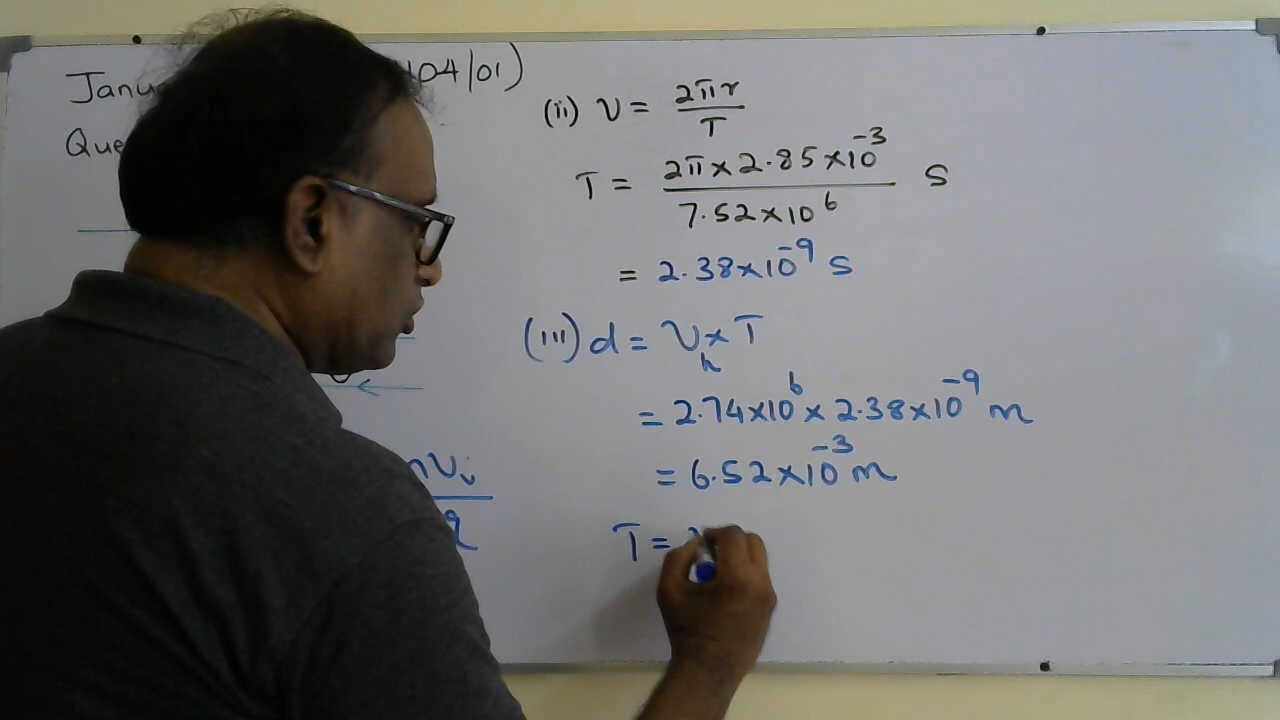 Janu 104/01)
Que
(ii) v = 2πr / T
T = 2π × 2.85 × 10⁻³ / 7.52 × 10⁶ s
= 2.38 × 10⁻⁹ s
(iii) d = v_h × T
= 2.74 × 10⁶ × 2.38 × 10⁻⁹ m
= 6.52 × 10⁻³ m
T =